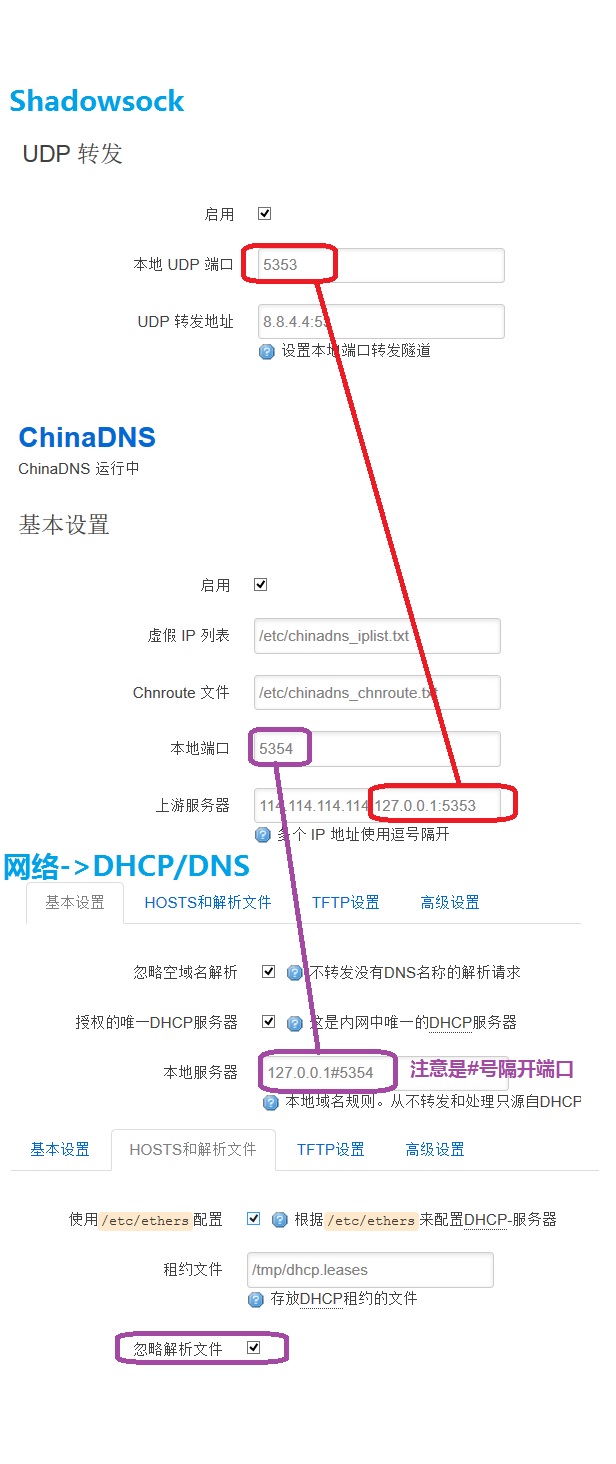 Shadowsock
UDP 转发
启用
本地 UDP 端口 5353
UDP 转发地址 8.8.4.4:53
设置本地端口转发隧道
ChinaDNS
ChinaDNS 运行中
基本设置
启用
虚假 IP 列表 /etc/chinadns_iplist.txt
Chnroute 文件 /etc/chinadns_chnroute.txt
本地端口 5354
上游服务器 114.114.114.114,127.0.0.1:5353
多个 IP 地址使用逗号隔开
网络->DHCP/DNS
基本设置 HOSTS和解析文件 TFTP设置 高级设置
忽略空域名解析 不转发没有DNS名称的解析请求
授权的唯一DHCP服务器 这是内网中唯一的DHCP服务器
本地服务器 127.0.0.1#5354 注意是#号隔开端口
本地域名规则。从不转发和处理只源自DHCP
基本设置 HOSTS和解析文件 TFTP设置 高级设置
使用/etc/ethers配置 根据/etc/ethers来配置DHCP-服务器
租约文件 /tmp/dhcp.leases
存放DHCP租约的文件
忽略解析文件